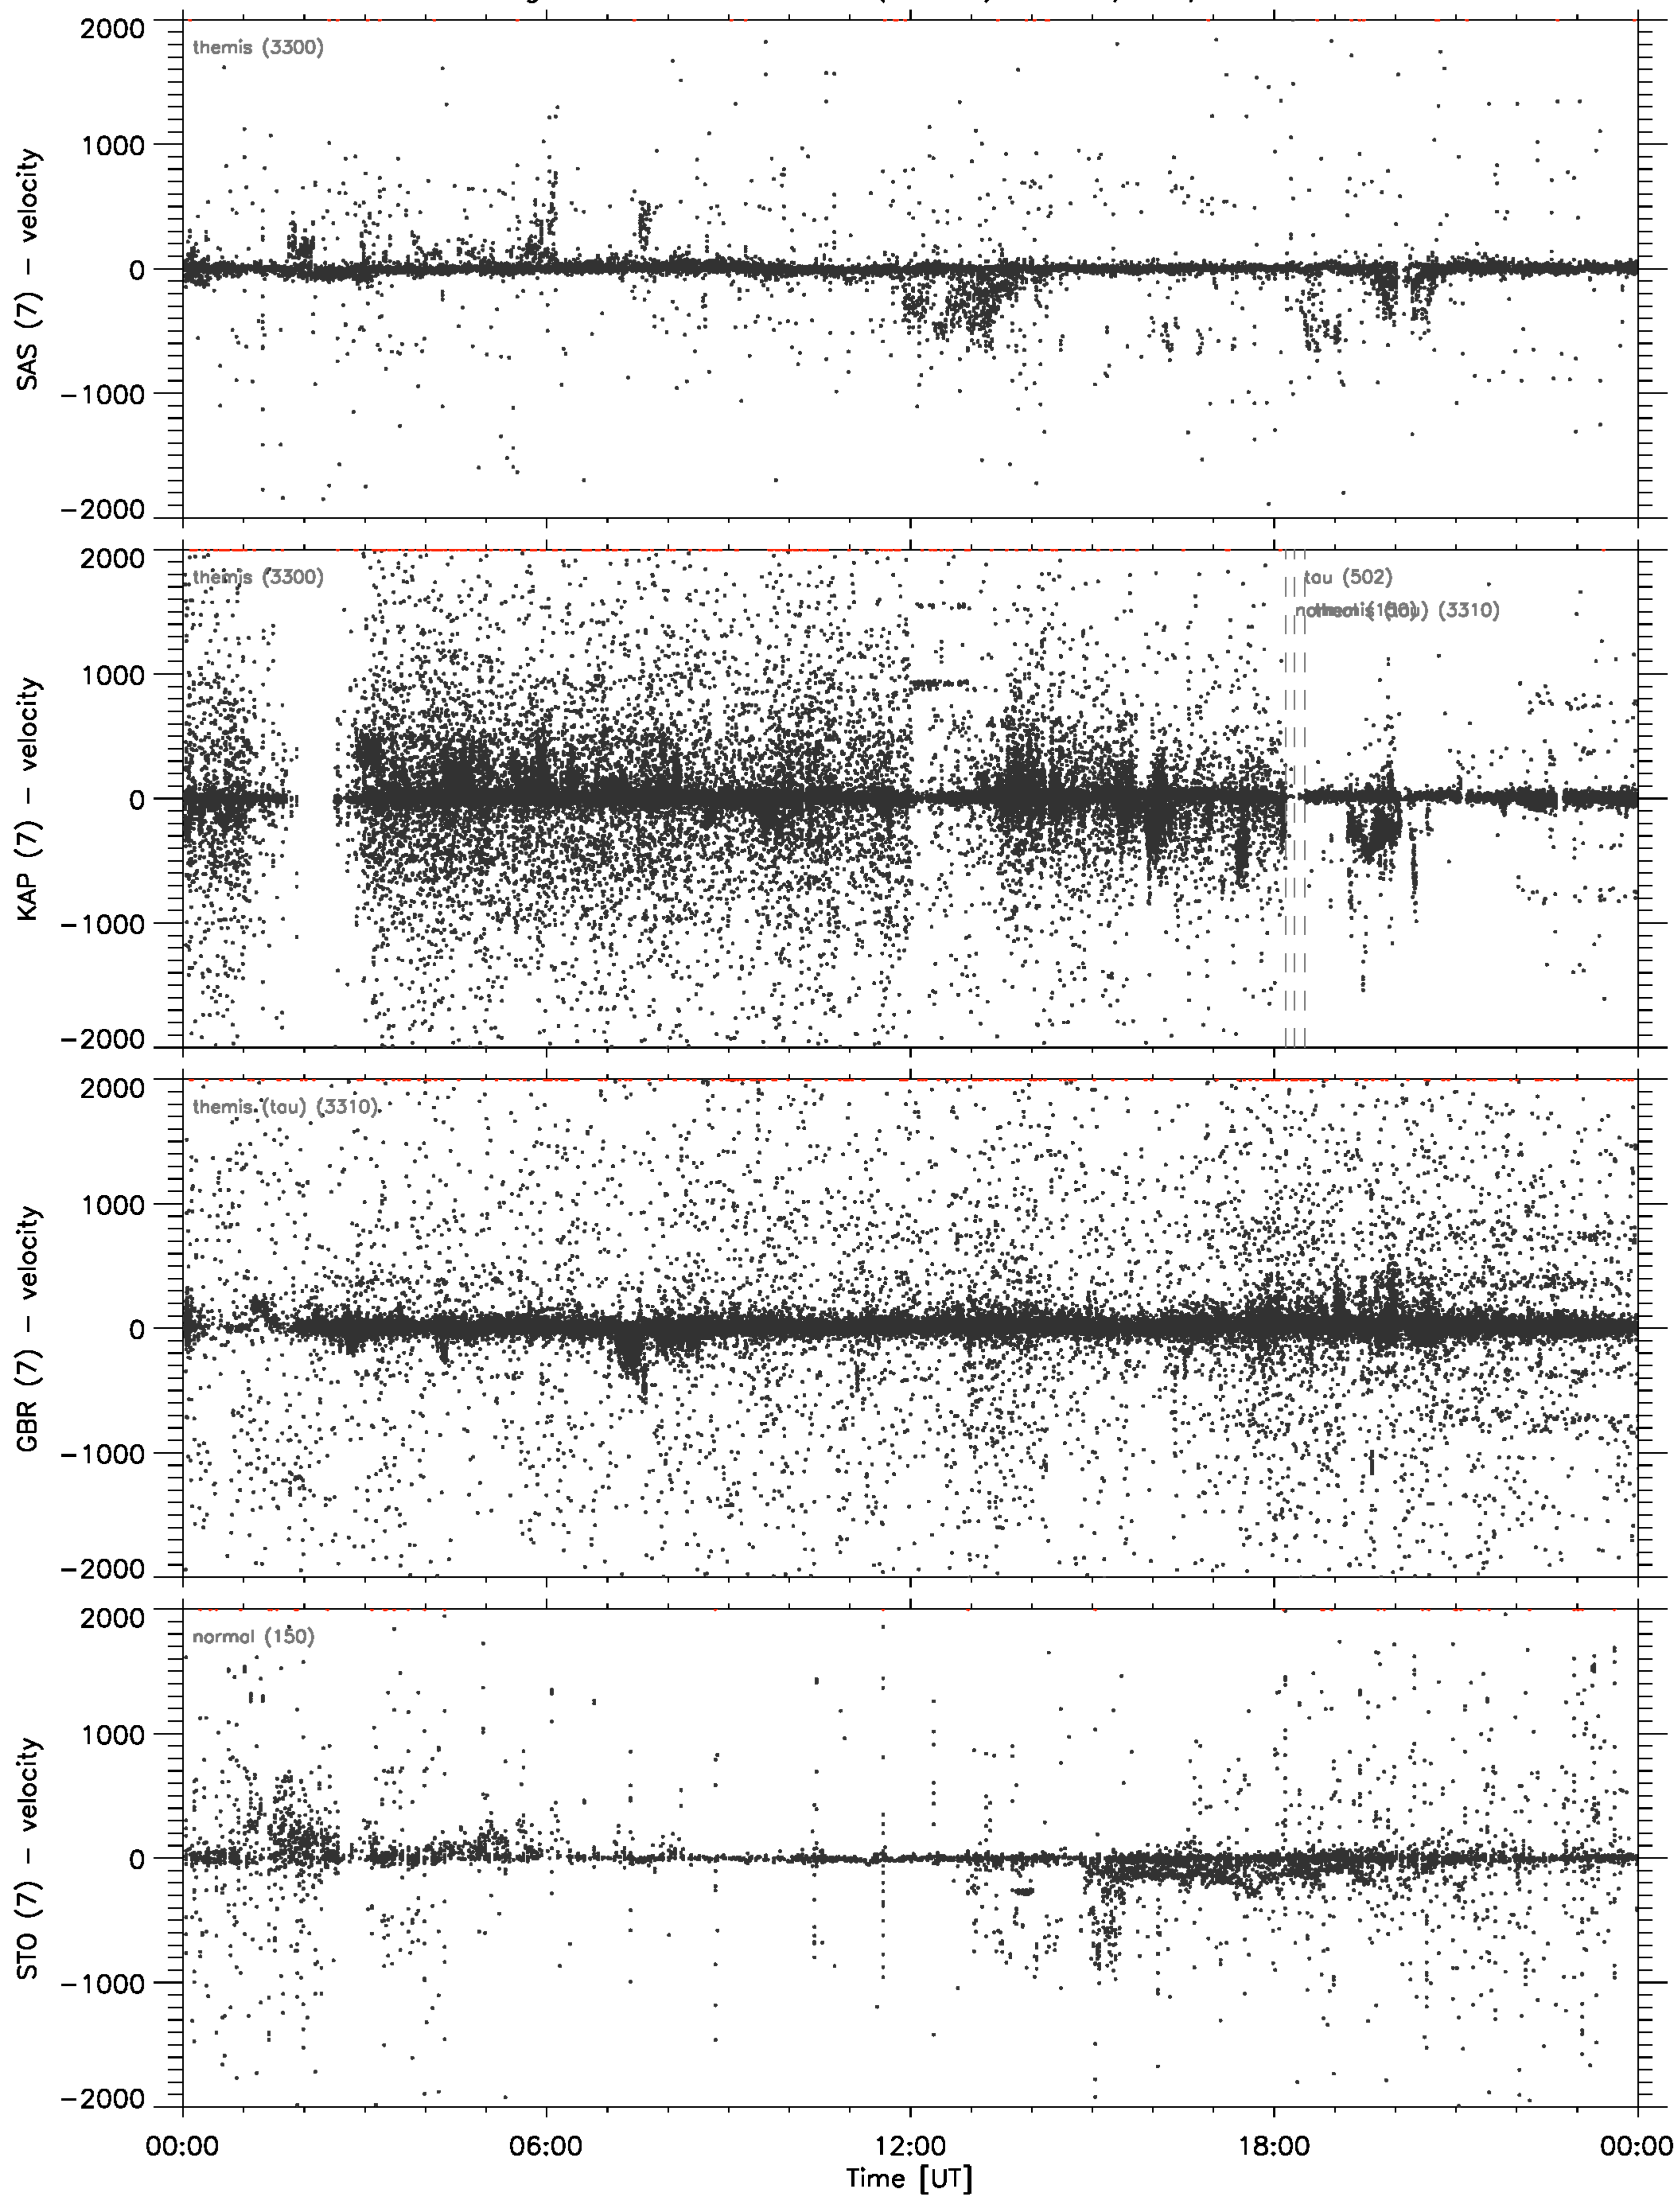 2000
themis (3300)
1000
0
−1000
−2000
SAS (7) − velocity
2000
themis (3300)
tau (502)
(3310)
1000
0
−1000
−2000
KAP (7) − velocity
2000
themis (tau) (3310)
1000
0
−1000
−2000
GBR (7) − velocity
2000
normal (150)
1000
0
−1000
−2000
STO (7) − velocity
00:00 06:00 12:00 18:00 00:00
Time [UT]